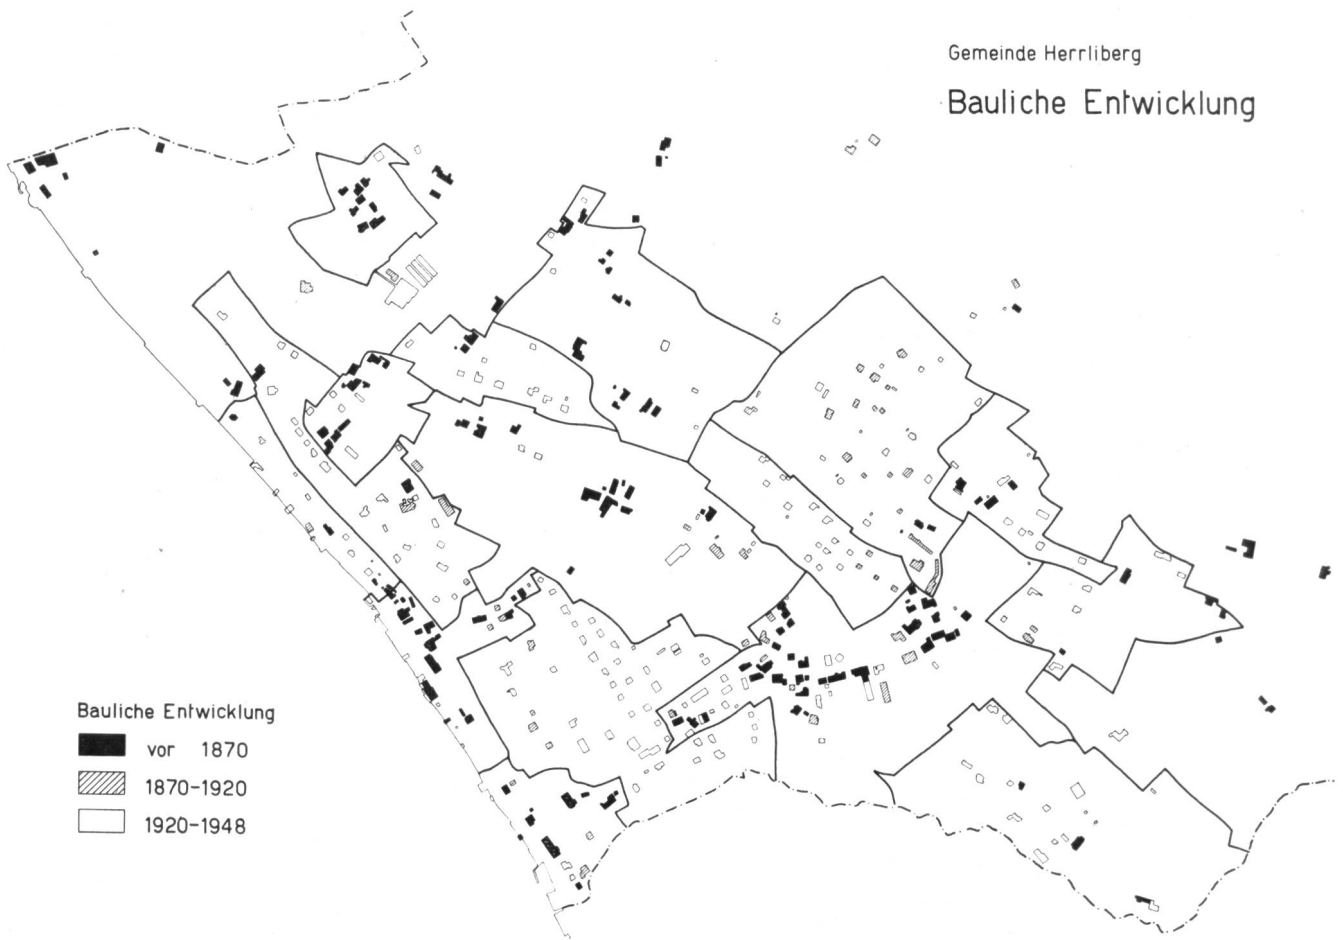 Gemeinde Herrliberg
Bauliche Entwicklung
Bauliche Entwicklung
vor 1870
1870-1920
1920-1948